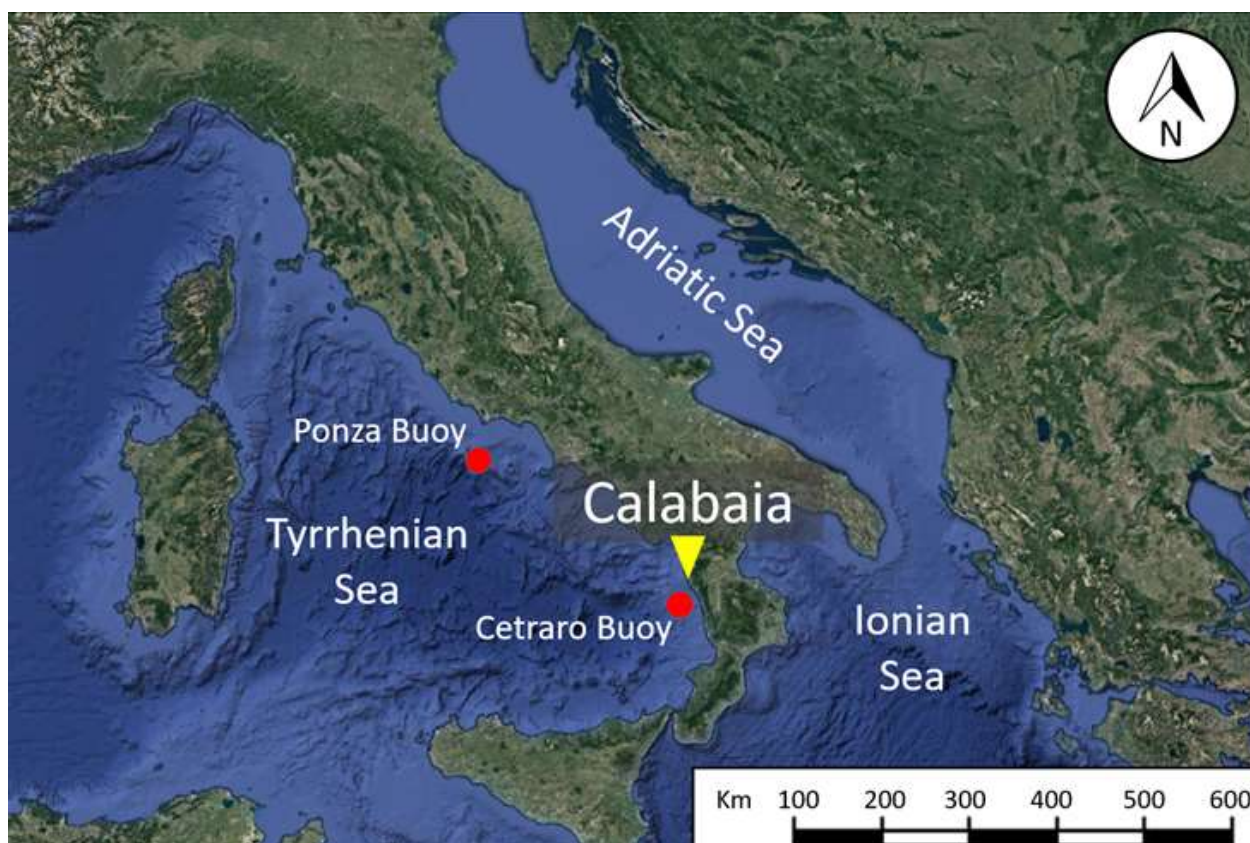 N
Adriatic Sea
Ponza Buoy
Calabaia
Tyrrhenian
Sea
Cetraro Buoy
Ionian
Sea
Km 100 200 300 400 500 600